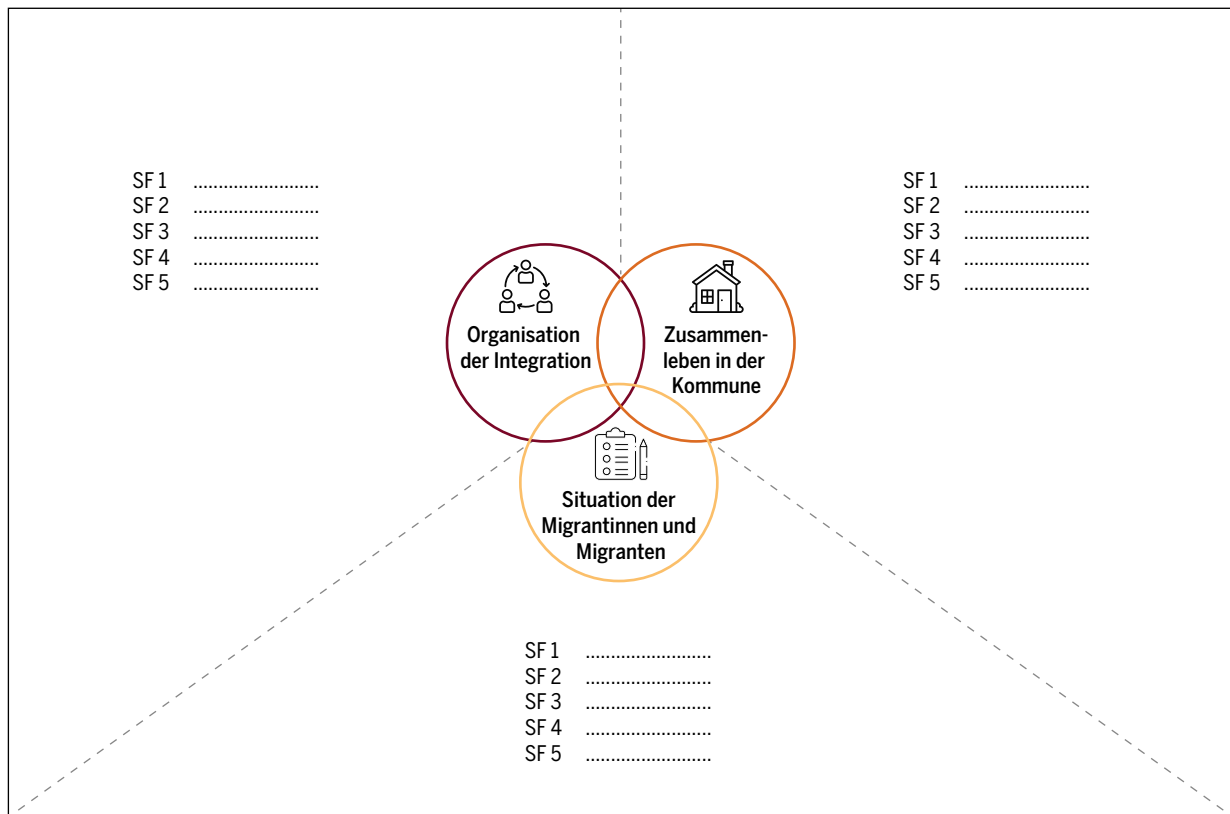 SF 1 .........................
SF 2 .........................
SF 3 .........................
SF 4 .........................
SF 5 .........................
SF 1 .........................
SF 2 .........................
SF 3 .........................
SF 4 .........................
SF 5 .........................
Organisation
der Integration
Zusammen-
leben in der
Kommune
Situation der
Migrantinnen und
Migranten
SF 1 .........................
SF 2 .........................
SF 3 .........................
SF 4 .........................
SF 5 .........................